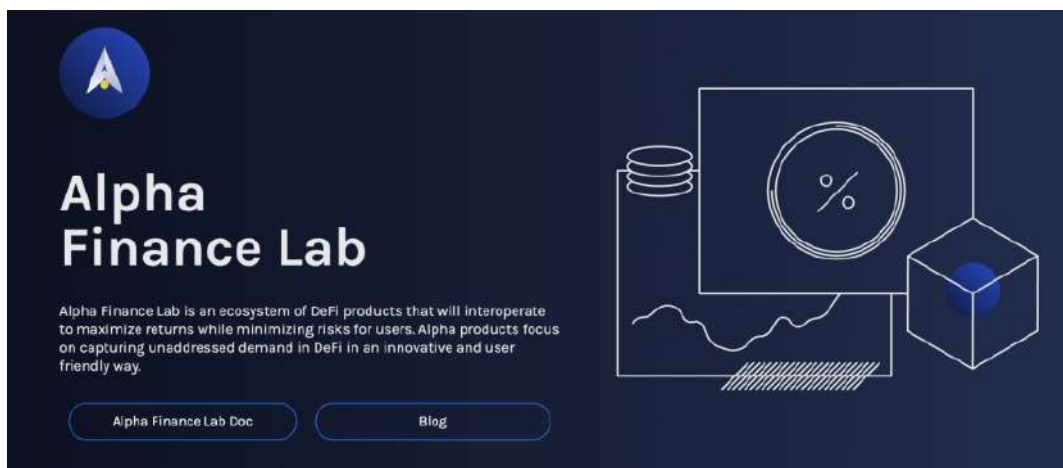 Alpha
Finance Lab
Alpha Finance Lab is an ecosystem of DeFi products that will interoperate
to maximize returns while minimizing risks for users. Alpha products focus
on capturing unaddressed demand in DeFi in an innovative and user
friendly way.
Alpha Finance Lab Doc
Blog
%